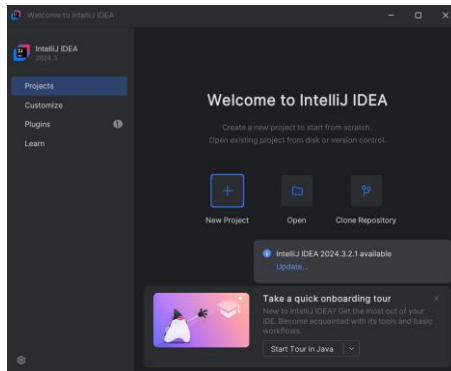 Welcome to IntelliJ IDEA
IntelliJ IDEA
2024.3
Projects
Customize
Plugins 1
Learn
Welcome to IntelliJ IDEA
Create a new project to start from scratch.
Open existing project from disk or version control.
New Project Open Clone Repository
IntelliJ IDEA 2024.3.2.1 available
Update...
Take a quick onboarding tour
New to IntelliJ IDEA? Get the most out of your
IDE. Become acquainted with its tools and basic
workflows.
Start Tour in Java